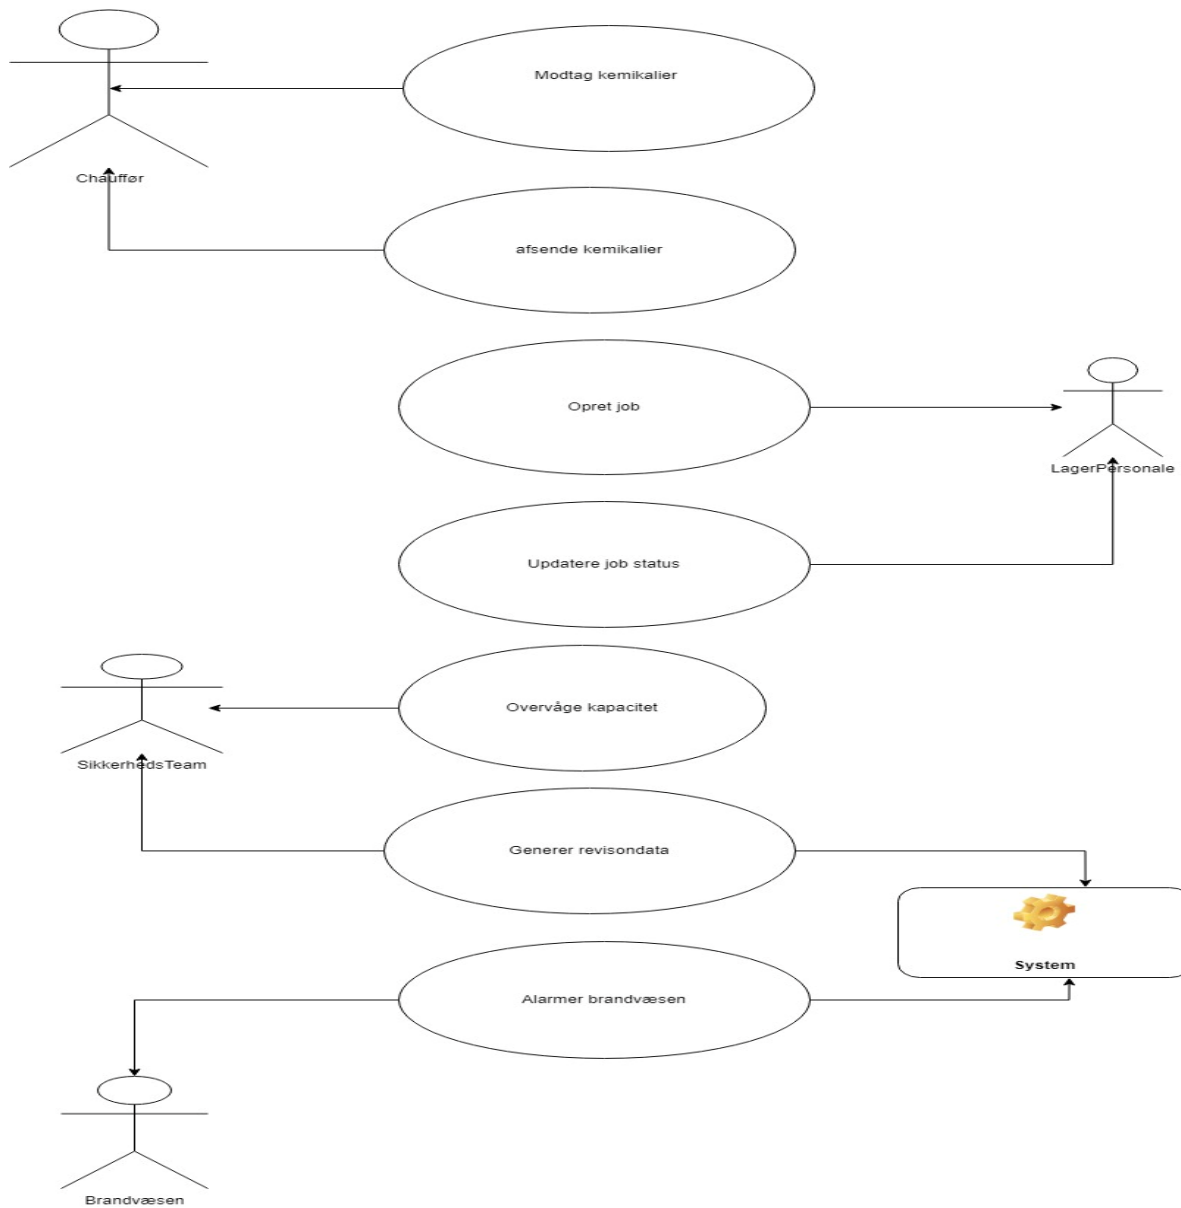 Modtag kemikalier
Chauffør
afsende kemikalier
Opret job
LagerPersonale
Updatere job status
Overvåge kapacitet
SikkerhedsTeam
Generer revisondata
System
Alarmer brandvæsen
Brandvæsen